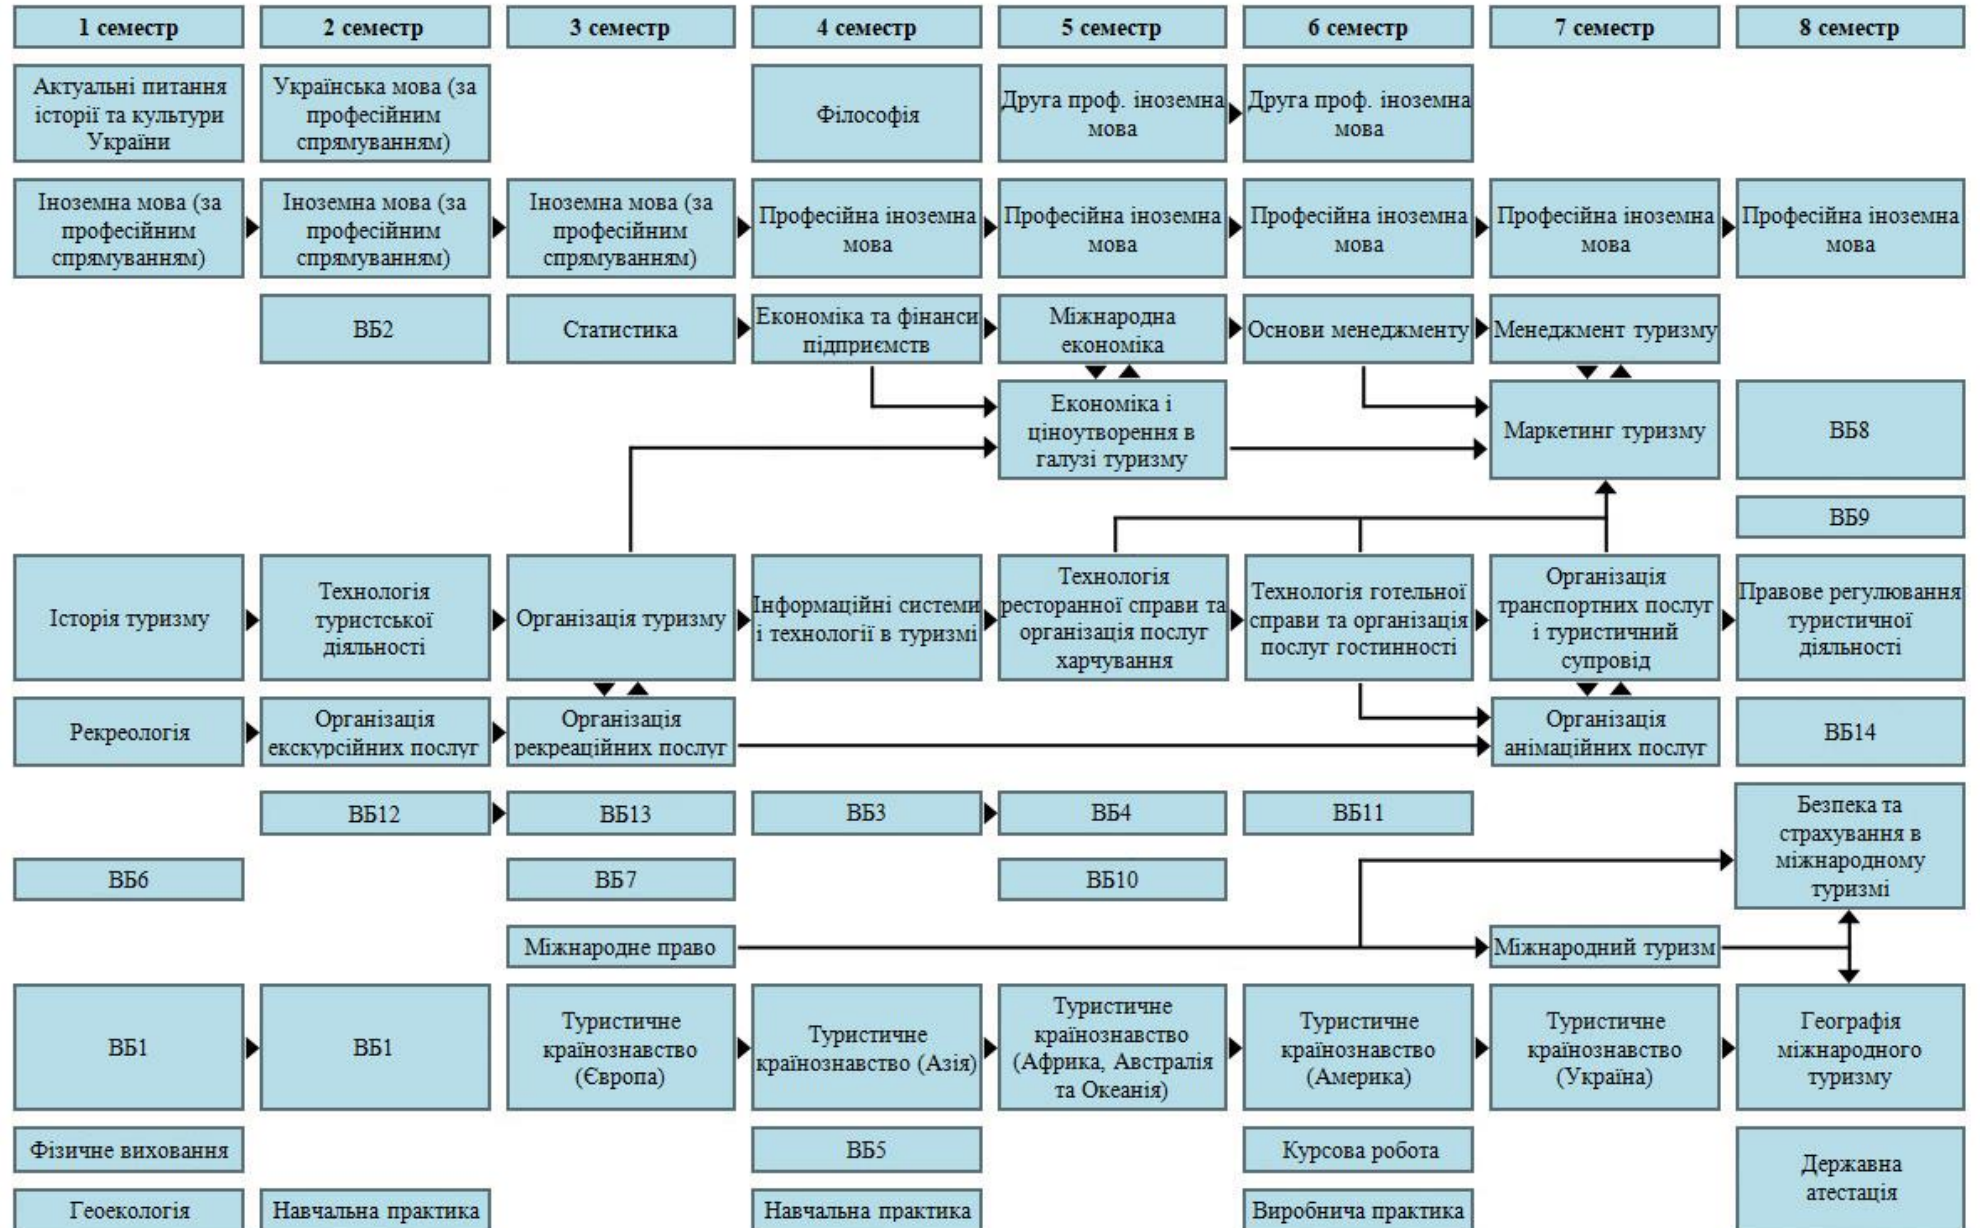 1 семестр
2 семестр
3 семестр
4 семестр
5 семестр
6 семестр
7 семестр
8 семестр
Актуальні питання
історії та культури
України
Українська мова (за
професійним
спрямуванням)
Філософія
Друга проф. іноземна
мова
Друга проф. іноземна
мова
Іноземна мова (за
професійним
спрямуванням)
Іноземна мова (за
професійним
спрямуванням)
Іноземна мова (за
професійним
спрямуванням)
Професійна іноземна
мова
Професійна іноземна
мова
Професійна іноземна
мова
Професійна іноземна
мова
Професійна іноземна
мова
ВБ2
Статистика
Економіка та фінанси
підприємств
Міжнародна
економіка
Основи менеджменту
Менеджмент туризму
Економіка і
ціноутворення в
галузі туризму
Маркетинг туризму
ВБ8
ВБ9
Історія туризму
Технологія
туристської
діяльності
Організація туризму
Інформаційні системи
і технології в туризмі
Технологія
ресторанної справи та
організація послуг
харчування
Технологія готельної
справи та організація
послуг гостинності
Організація
транспортних послуг
і туристичний
супровід
Правове регулювання
туристичної
діяльності
Рекреологія
Організація
екскурсійних послуг
Організація
рекреаційних послуг
Організація
анімаційних послуг
ВБ14
ВБ12
ВБ13
ВБ3
ВБ4
ВБ11
Безпека та
страхування в
міжнародному
туризмі
ВБ6
ВБ7
ВБ10
Міжнародне право
Міжнародний туризм
ВБ1
ВБ1
Туристичне
країнознавство
(Європа)
Туристичне
країнознавство (Азія)
Туристичне
країнознавство
(Африка, Австралія
та Океанія)
Туристичне
країнознавство
(Америка)
Туристичне
країнознавство
(Україна)
Географія
міжнародного
туризму
Фізичне виховання
ВБ5
Курсова робота
Державна
атестація
Геоекологія
Навчальна практика
Навчальна практика
Виробнича практика